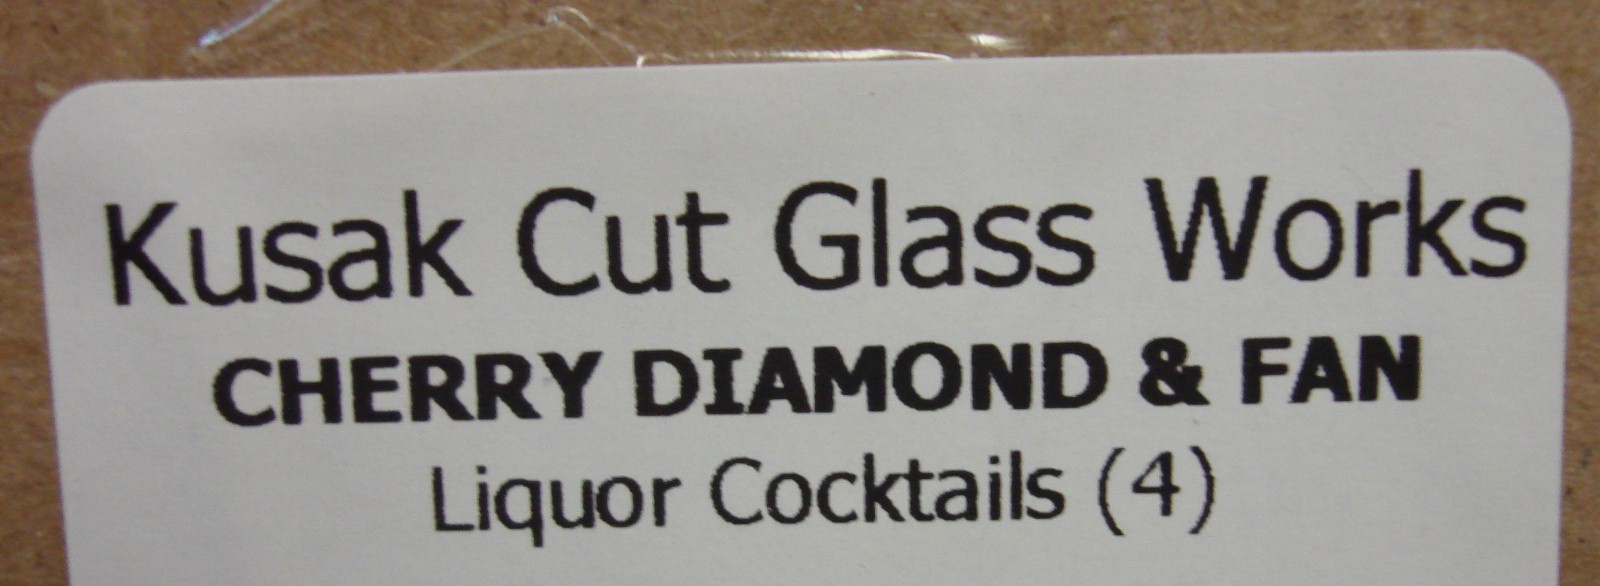 Kusak Cut Glass Works
CHERRY DIAMOND & FAN
Liquor Cocktails (4)